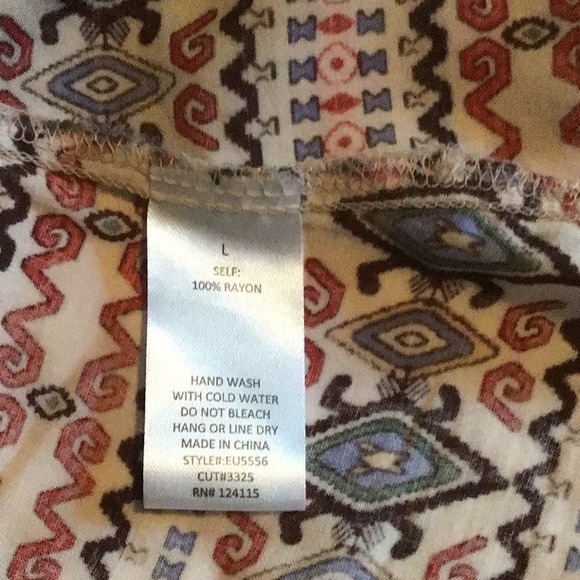 L
SELF:
100% RAYON
HAND WASH
WITH COLD WATER
DO NOT BLEACH
HANG OR LINE DRY
MADE IN CHINA
STYLE#:EU5556
CUT#3325
RN# 124115